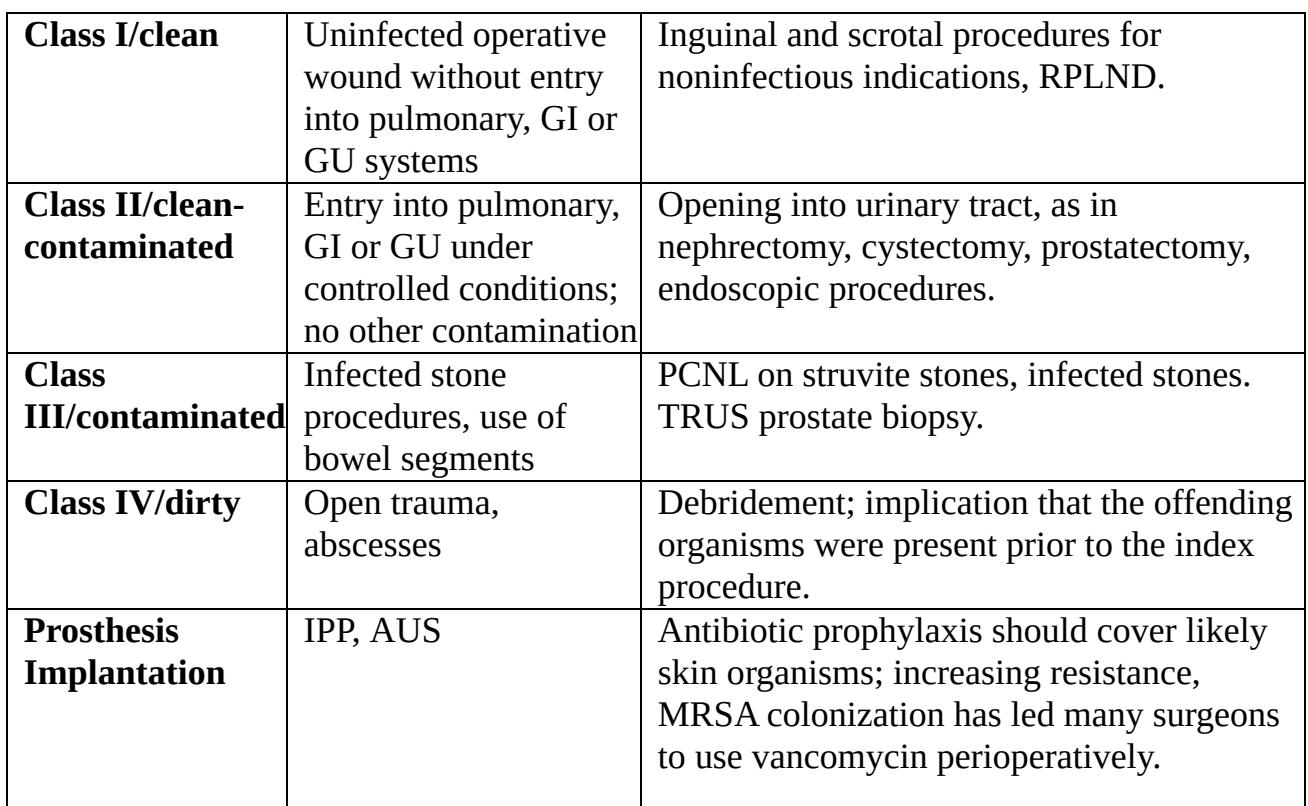 Class I/clean
Uninfected operative
wound without entry
into pulmonary, GI or
GU systems
Inguinal and scrotal procedures for
noninfectious indications, RPLND.
Class II/clean-
contaminated
Entry into pulmonary,
GI or GU under
controlled conditions;
no other contamination
Opening into urinary tract, as in
nephrectomy, cystectomy, prostatectomy,
endoscopic procedures.
Class
III/contaminated
Infected stone
procedures, use of
bowel segments
PCNL on struvite stones, infected stones.
TRUS prostate biopsy.
Class IV/dirty
Open trauma,
abscesses
Debridement; implication that the offending
organisms were present prior to the index
procedure.
Prosthesis
Implantation
IPP, AUS
Antibiotic prophylaxis should cover likely
skin organisms; increasing resistance,
MRSA colonization has led many surgeons
to use vancomycin perioperatively.